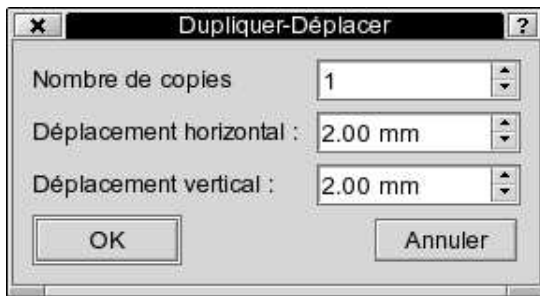 Dupliquer-Déplacer ?
Nombre de copies 1
Déplacement horizontal : 2.00 mm
Déplacement vertical : 2.00 mm
OK Annuler